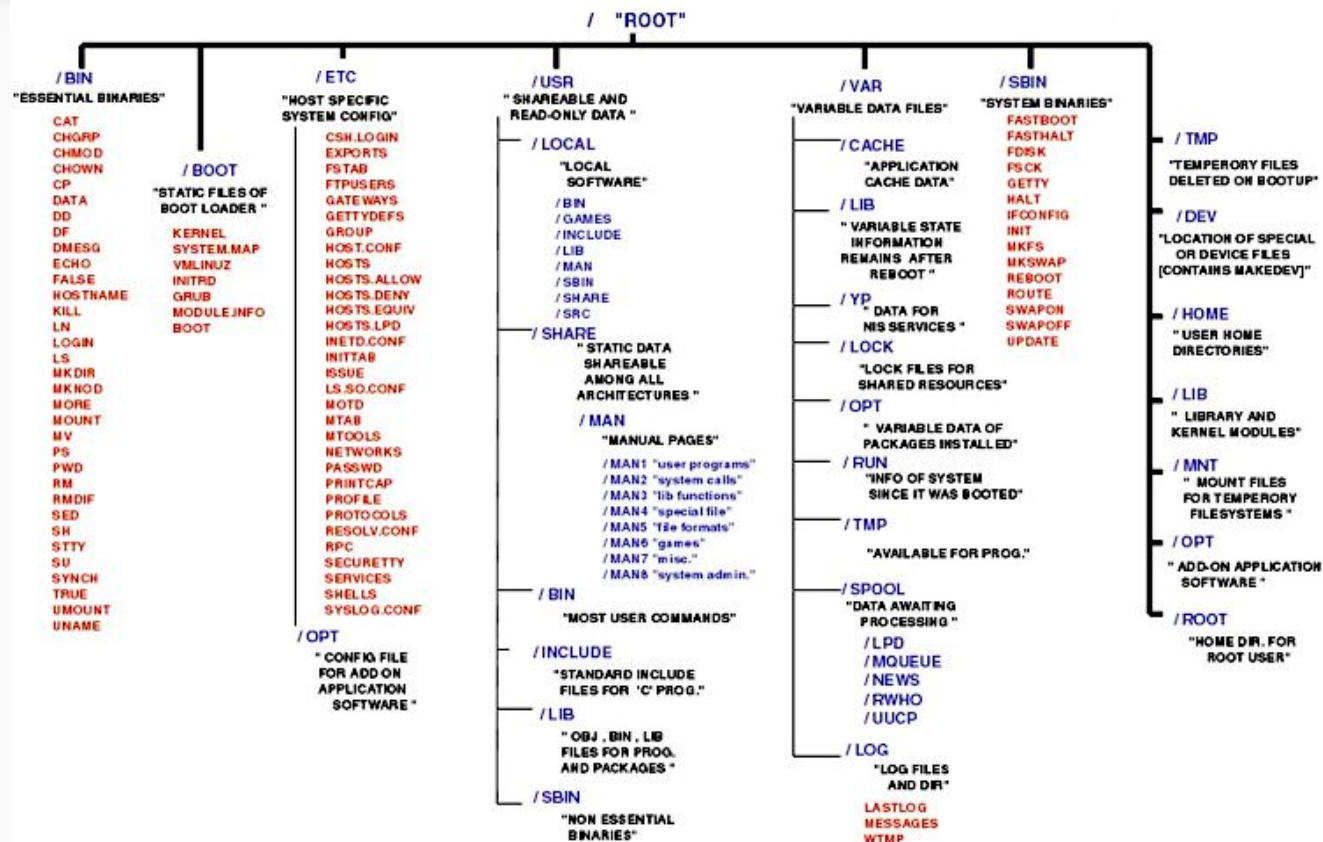 / "ROOT"
/BIN
"ESSENTIAL BINARIES"
CAT
CHGRP
CHMOD
CHOWN
CP
DATA
DD
DF
DMESG
ECHO
FALSE
HOSTNAME
KILL
LN
LOGIN
LS
MKDIR
MKNOD
MORE
MOUNT
MV
PS
PWD
RM
RMDIF
SED
SH
STTY
SU
SYNCH
TRUE
UMOUNT
UNAME
/BOOT
"STATIC FILES OF
BOOT LOADER "
KERNEL
SYSTEM.MAP
VMLINUZ
INITRD
GRUB
MODULE.INFO
BOOT
/ETC
"HOST SPECIFIC
SYSTEM CONFIG"
CSH.LOGIN
EXPORTS
FSTAB
FTPUSERS
GATEWAYS
GETTYDEFS
GROUP
HOST.CONF
HOSTS
HOSTS.ALLOW
HOSTS.DENY
HOSTS.EQUIV
HOSTS.LPD
INETD.CONF
INITTAB
ISSUE
LS.SO.CONF
MOTD
MTAB
MTOOLS
NETWORKS
PASSWD
PRINTCAP
PROFILE
PROTOCOLS
RESOLV.CONF
RPC
SECURETTY
SERVICES
SHELLS
SYSLOG.CONF
/OPT
" CONFIG FILE
FOR ADD ON
APPLICATION
SOFTWARE "
/USR
" SHAREABLE AND
READ-ONLY DATA "
/LOCAL
"LOCAL
SOFTWARE"
/BIN
/GAMES
/INCLUDE
/LIB
/MAN
/SBIN
/SHARE
/SRC
/SHARE
"STATIC DATA
SHAREABLE
AMONG ALL
ARCHITECTURES "
/MAN
"MANUAL PAGES"
/MAN1 "user programs"
/MAN2 "system calls"
/MAN3 "lib functions"
/MAN4 "special file"
/MAN5 "file formats"
/MAN6 "games"
/MAN7 "misc."
/MAN8 "system admin."
/BIN
"MOST USER COMMANDS"
/INCLUDE
"STANDARD INCLUDE
FILES FOR 'C' PROG."
/LIB
" OBJ , BIN , LIB
FILES FOR PROG.
AND PACKAGES "
/SBIN
"NON ESSENTIAL
BINARIES"
/VAR
"VARIABLE DATA FILES"
/CACHE
"APPLICATION
CACHE DATA"
/LIB
" VARIABLE STATE
INFORMATION
REMAINS AFTER
REBOOT "
/YP
" DATA FOR
NIS SERVICES "
/LOCK
"LOCK FILES FOR
SHARED RESOURCES"
/OPT
" VARIABLE DATA OF
PACKAGES INSTALLED"
/RUN
"INFO OF SYSTEM
SINCE IT WAS BOOTED"
/TMP
"AVAILABLE FOR PROG."
/SPOOL
"DATA AWAITING
PROCESSING "
/LPD
/MQUEUE
/NEWS
/RWHO
/UUCP
/LOG
"LOG FILES
AND DIR"
LASTLOG
MESSAGES
WTMP
/SBIN
"SYSTEM BINARIES"
FASTBOOT
FASTHALT
FDISK
FSCK
GETTY
HALT
IFCONFIG
INIT
MKFS
MKSWAP
REBOOT
ROUTE
SWAPON
SWAPOFF
UPDATE
/TMP
"TEMPERORY FILES
DELETED ON BOOTUP"
/DEV
"LOCATION OF SPECIAL
OR DEVICE FILES
[CONTAINS MAKEDEV]"
/HOME
"USER HOME
DIRECTORIES"
/LIB
" LIBRARY AND
KERNEL MODULES"
/MNT
" MOUNT FILES
FOR TEMPERORY
FILESYSTEMS "
/OPT
" ADD-ON APPLICATION
SOFTWARE "
/ROOT
"HOME DIR. FOR
ROOT USER"